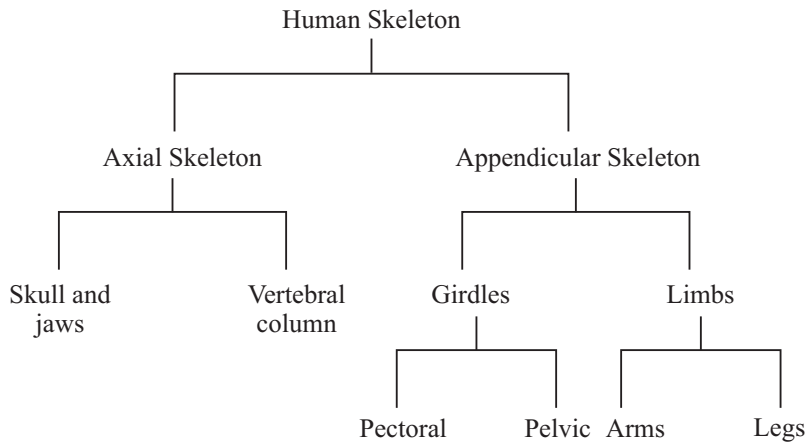 Human Skeleton
Axial Skeleton
Appendicular Skeleton
Skull and
jaws
Vertebral
column
Girdles
Limbs
Pectoral
Pelvic
Arms
Legs